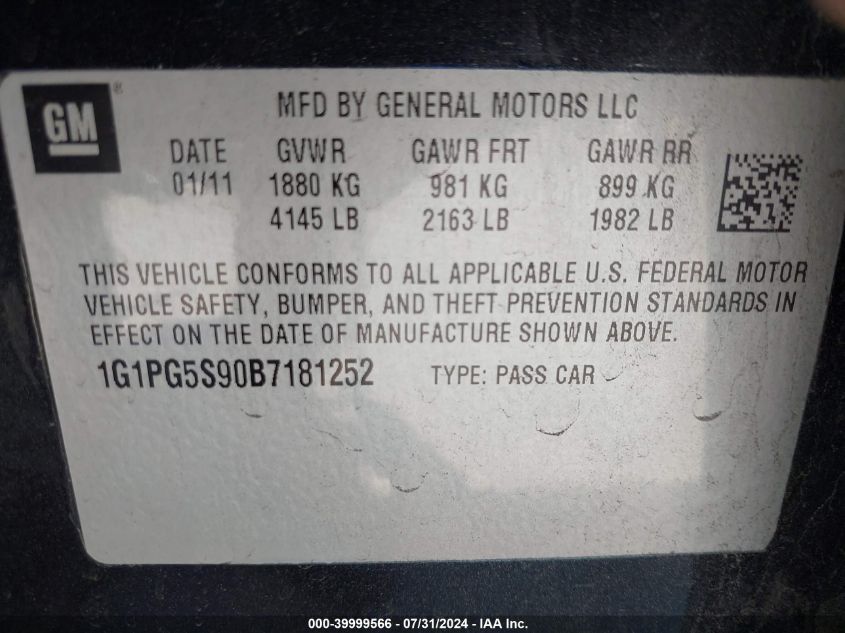 GM®
MFD BY GENERAL MOTORS LLC
DATE GVWR GAWR FRT GAWR RR
01/11 1880 KG 981 KG 899 KG
4145 LB 2163 LB 1982 LB
THIS VEHICLE CONFORMS TO ALL APPLICABLE U.S. FEDERAL MOTOR
VEHICLE SAFETY, BUMPER, AND THEFT PREVENTION STANDARDS IN
EFFECT ON THE DATE OF MANUFACTURE SHOWN ABOVE.
1G1PG5S90B7181252 TYPE: PASS CAR
000-39999566 - 07/31/2024 - IAA Inc.